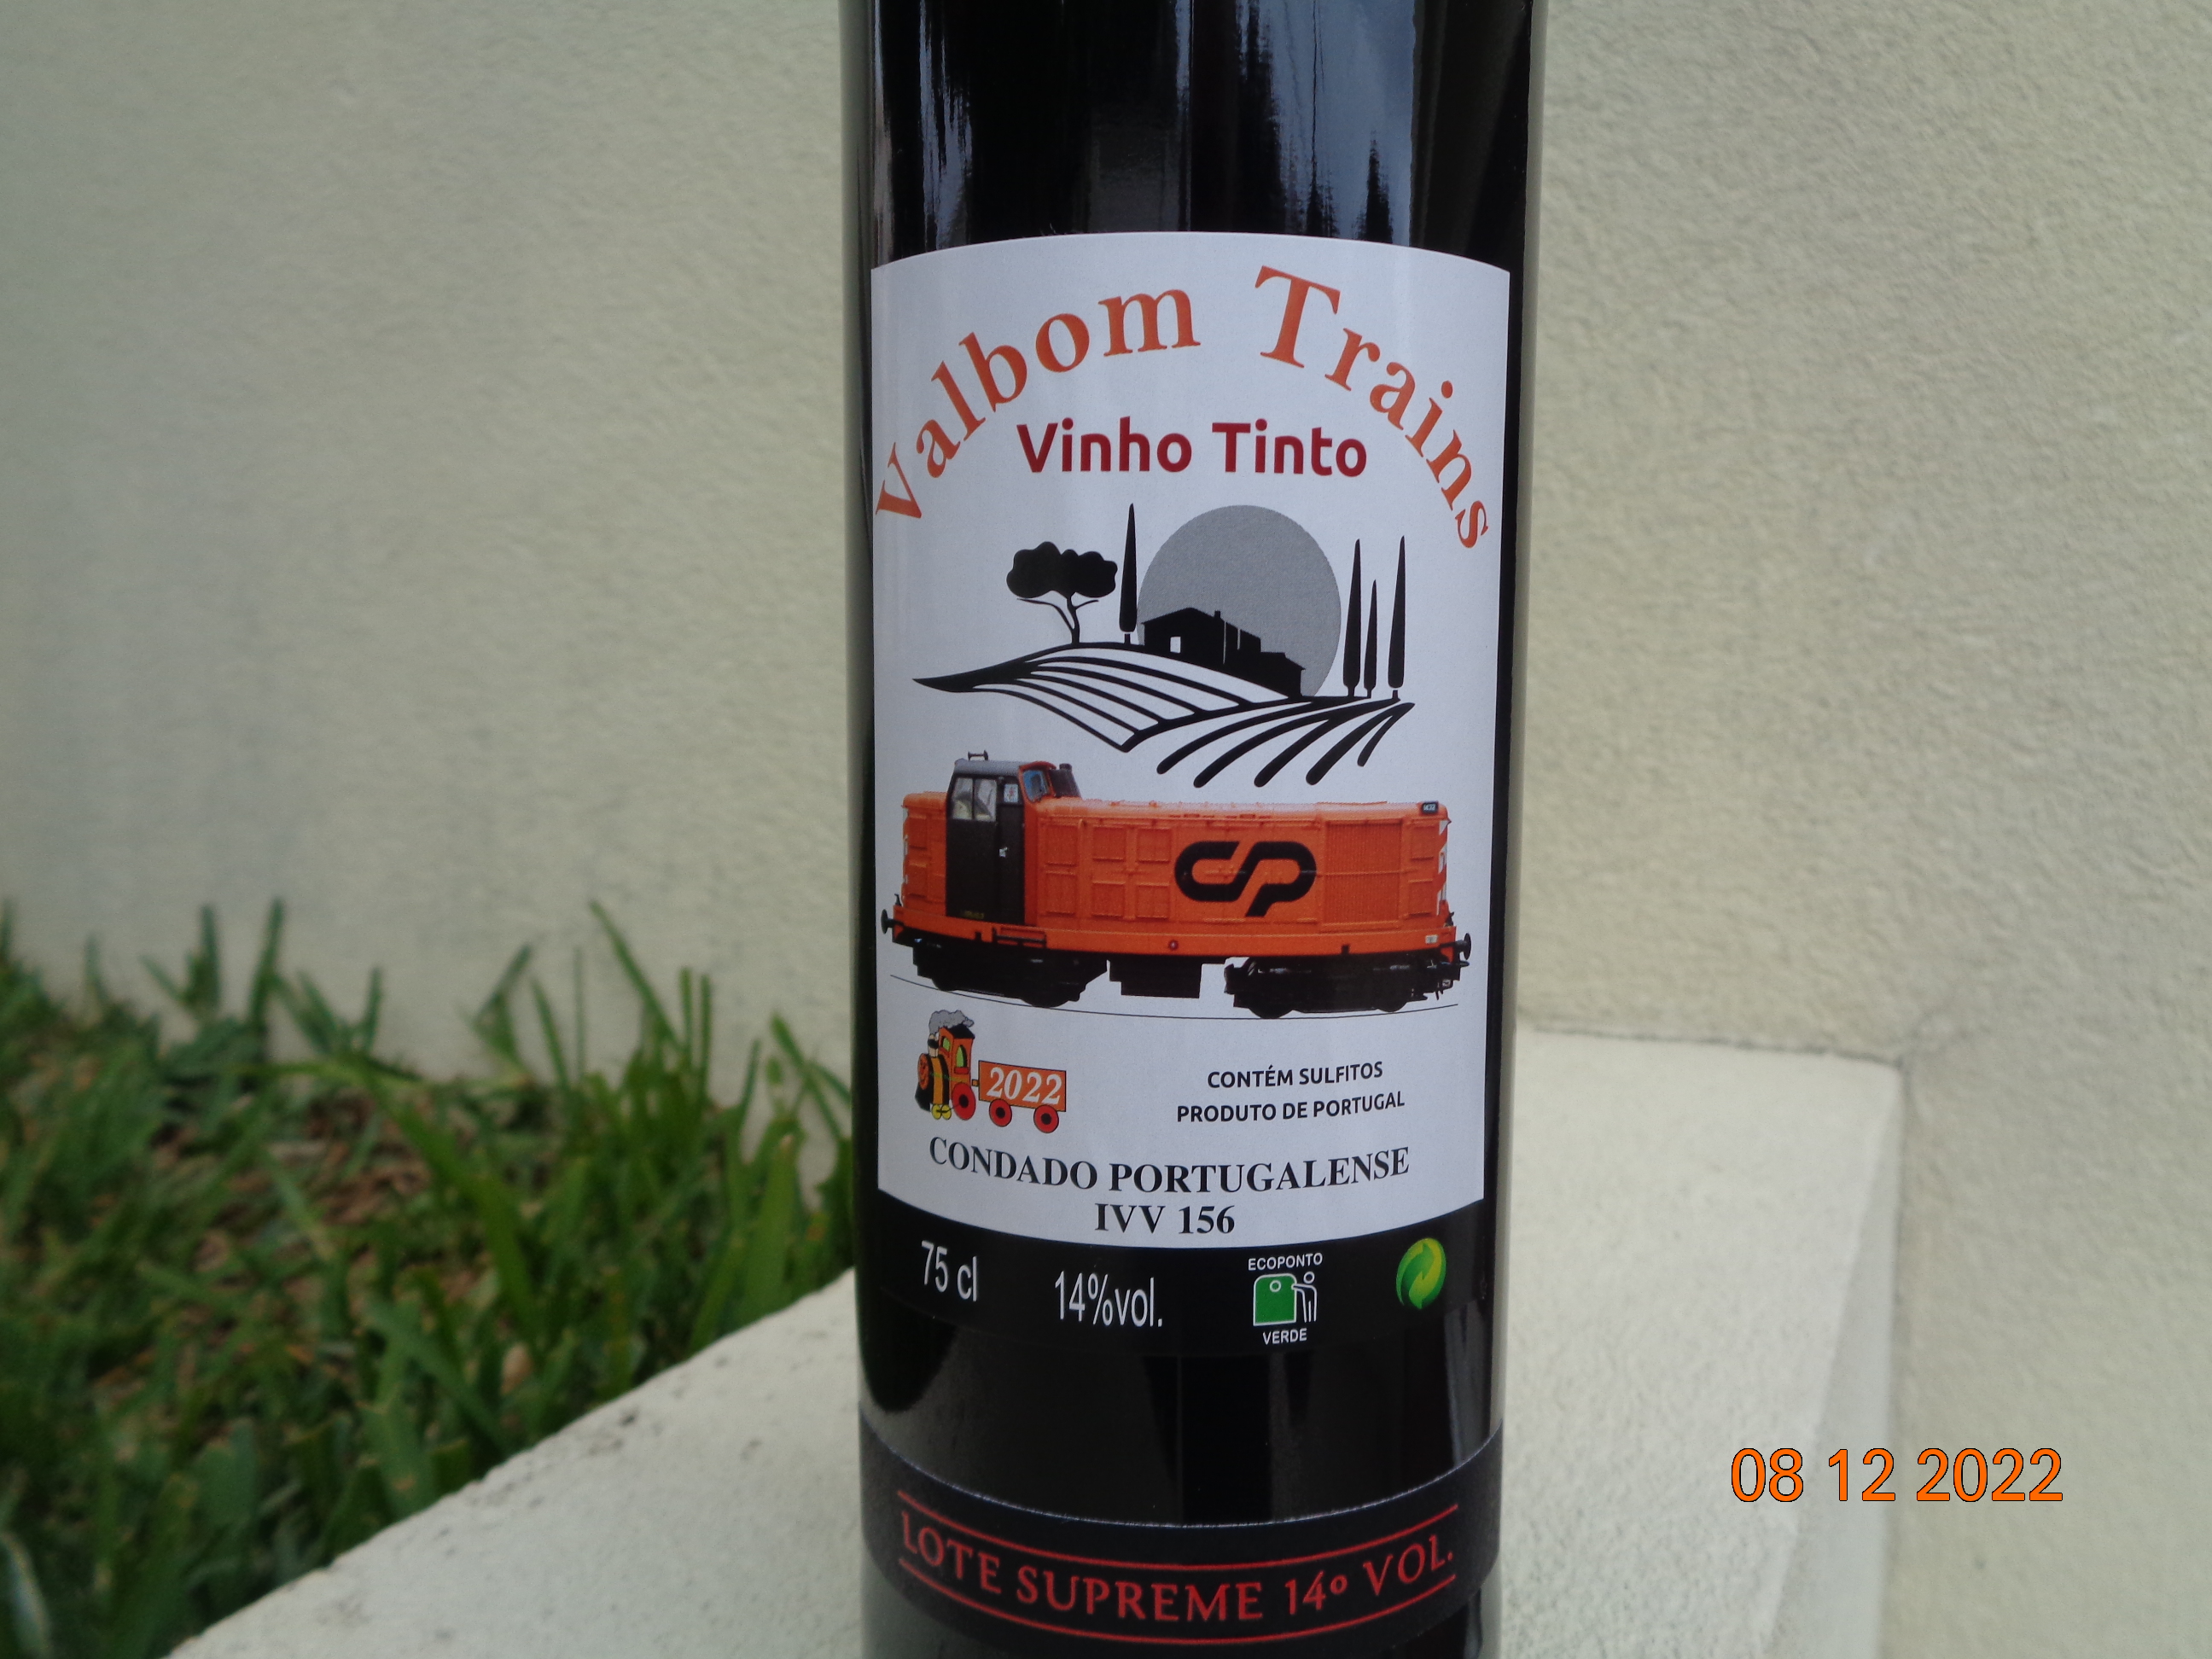 Valbom Trains
Vinho Tinto
CP
2022
CONTÉM SULFITOS
PRODUTO DE PORTUGAL
CONDADO PORTUGALENSE
IVV 156
75 cl
14%vol.
ECOPONTO
VERDE
LOTE SUPREME 14º VOL.
08 12 2022